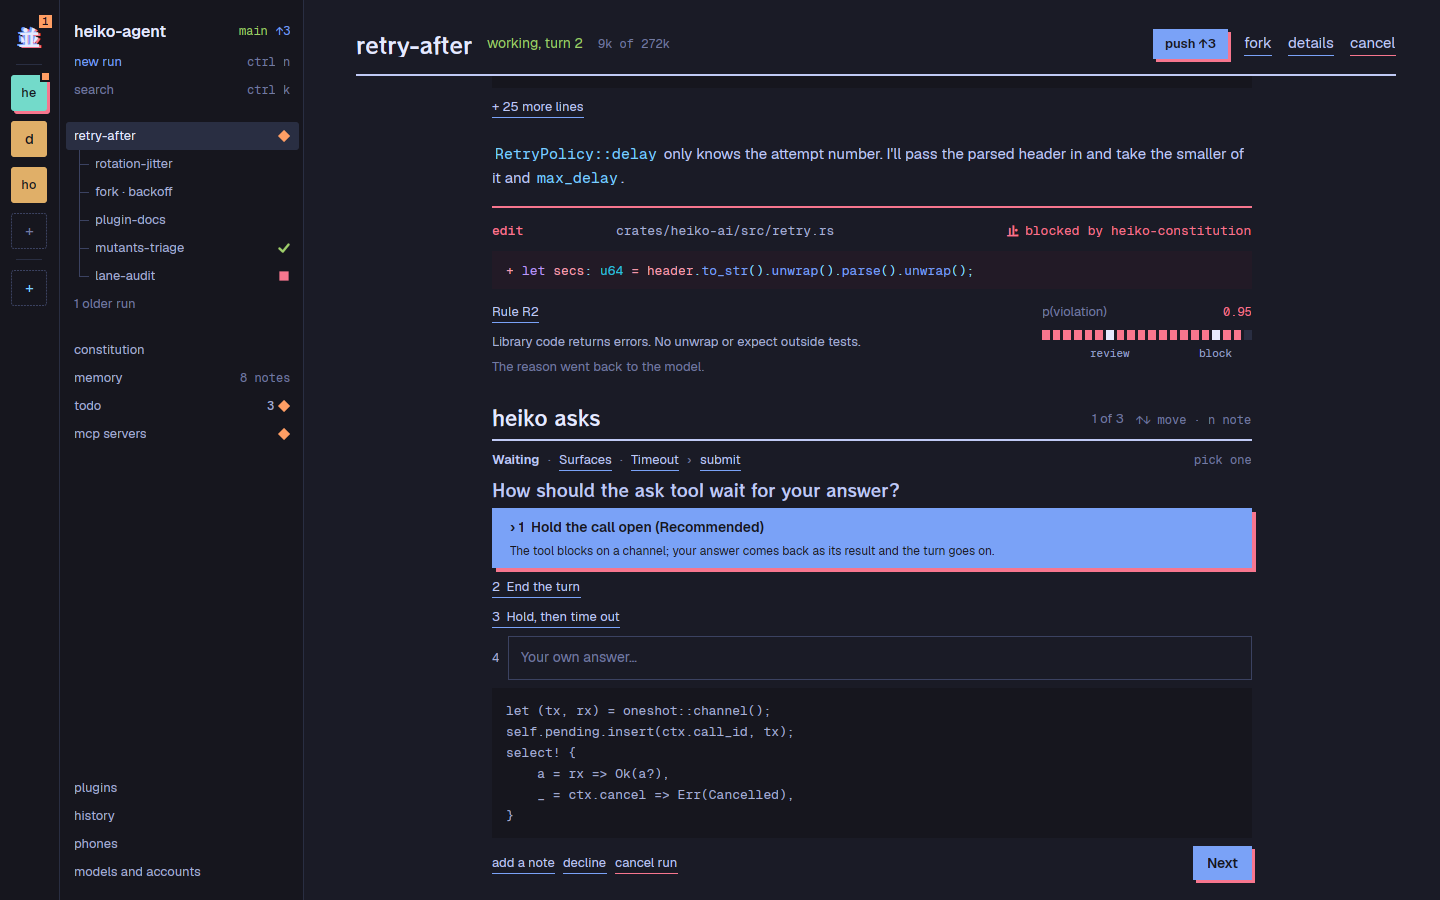 1
he
d
ho
+
+
heiko-agent
main ↑3
new run
ctrl n
search
ctrl k
retry-after
rotation-jitter
fork · backoff
plugin-docs
mutants-triage
lane-audit
1 older run
constitution
memory
8 notes
todo
3
mcp servers
plugins
history
phones
models and accounts
retry-after
working, turn 2
9k of 272k
push ↑3
fork
details
cancel
+ 25 more lines
RetryPolicy::delay only knows the attempt number. I'll pass the parsed header in and take the smaller of
it and max_delay.
edit
crates/heiko-ai/src/retry.rs
blocked by heiko-constitution
+ let secs: u64 = header.to_str().unwrap().parse().unwrap();
Rule R2
p(violation)
0.95
Library code returns errors. No unwrap or expect outside tests.
review
block
The reason went back to the model.
heiko asks
1 of 3
↑↓ move · n note
Waiting · Surfaces · Timeout › submit
pick one
How should the ask tool wait for your answer?
› 1 Hold the call open (Recommended)
The tool blocks on a channel; your answer comes back as its result and the turn goes on.
2 End the turn
3 Hold, then time out
4 Your own answer…
let (tx, rx) = oneshot::channel();
self.pending.insert(ctx.call_id, tx);
select! {
    a = rx => Ok(a?),
    _ = ctx.cancel => Err(Cancelled),
}
add a note
decline
cancel run
Next